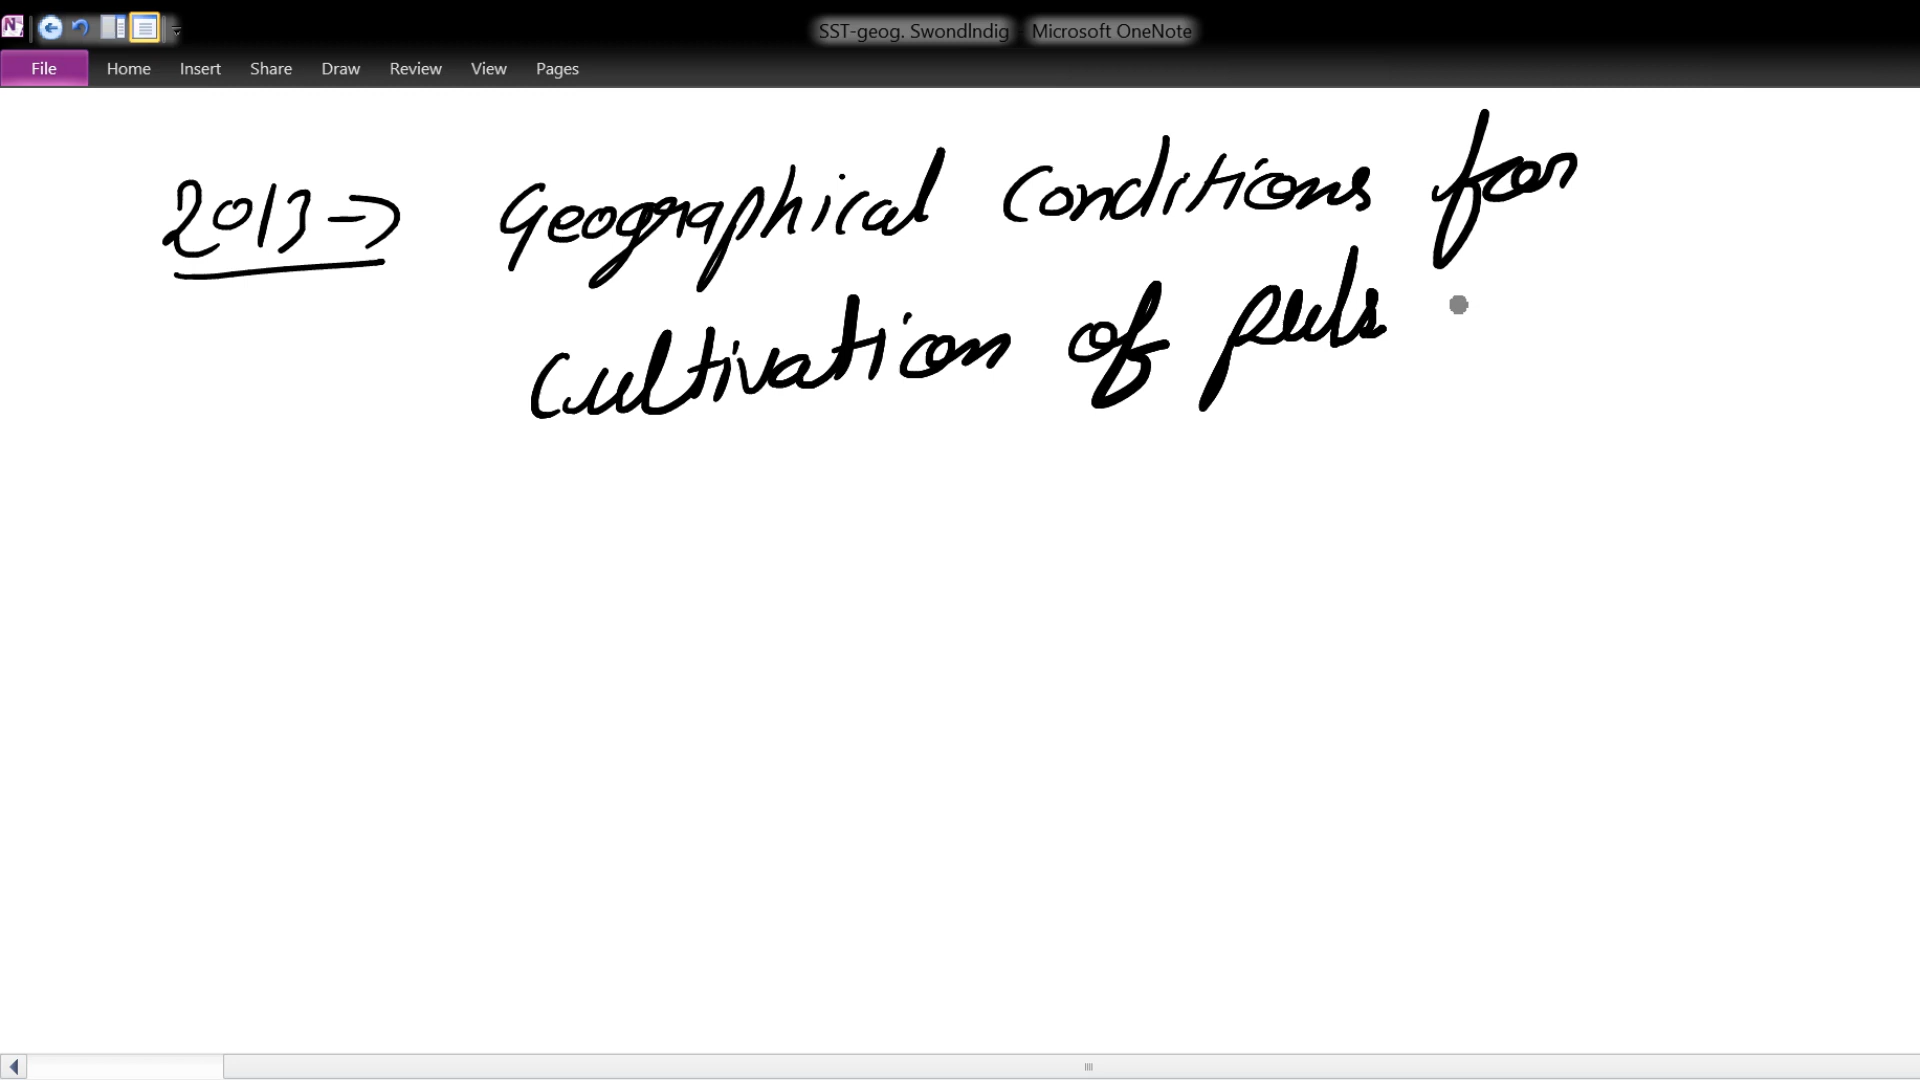 SST-geog. SwondIndig - Microsoft OneNote
File Home Insert Share Draw Review View Pages
2013 => Geographical conditions for
cultivation of puls